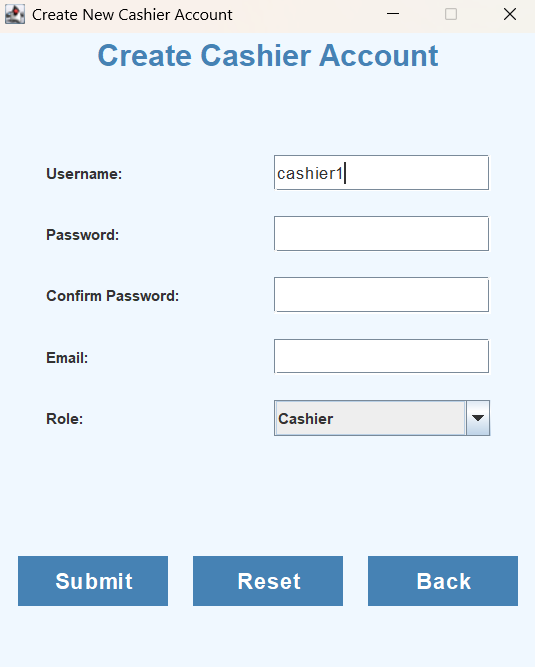 Create New Cashier Account
Create Cashier Account
Username: cashier1
Password:
Confirm Password:
Email:
Role: Cashier
Submit Reset Back